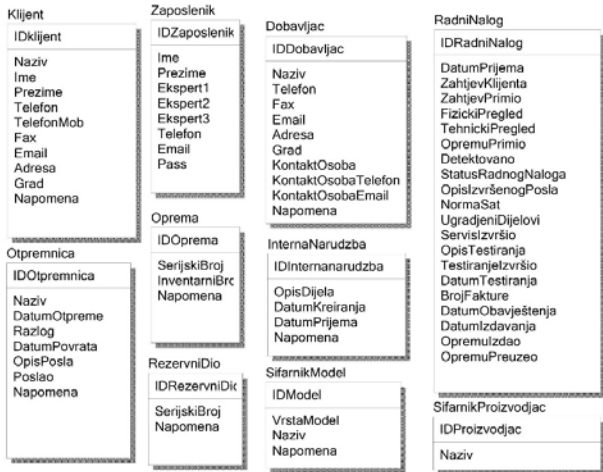 Klijent
IDklijent
Naziv
Ime
Prezime
Telefon
TelefonMob
Fax
Email
Adresa
Grad
Napomena
Zaposlenik
IDZaposlenik
Ime
Prezime
Ekspert1
Ekspert2
Ekspert3
Telefon
Email
Pass
Dobavljac
IDDobavljac
Naziv
Telefon
Fax
Email
Adresa
Grad
KontaktOsoba
KontaktOsobaTelefon
KontaktOsobaEmail
Napomena
RadniNalog
IDRadniNalog
DatumPrijema
ZahtjevKlijenta
ZahtjevPrimio
FizickiPregled
TehnickiPregled
OpremuPrimio
Detektovano
StatusRadnogNaloga
OpisIzvršenogPosla
NormaSat
UgradjeniDijelovi
ServisIzvršio
OpisTestiranja
TestiranjeIzvršio
DatumTestiranja
BrojFakture
DatumObavještenja
DatumIzdavanja
OpremuIzdao
OpremuPreuzeo
Otpremnica
IDOtpremnica
Naziv
DatumOtpreme
Razlog
DatumPovrata
OpisPosla
Poslao
Napomena
Oprema
IDOprema
SerijskiBroj
InventarniBrc
Napomena
InternaNarudzba
IDInternanarudzba
OpisDijela
DatumKreiranja
DatumPrijema
Napomena
RezervniDio
IDRezervniDic
SerijskiBroj
Napomena
SifarnikModel
IDModel
VrstaModel
Naziv
Napomena
SifarnikProizvodjac
IDProizvodjac
Naziv